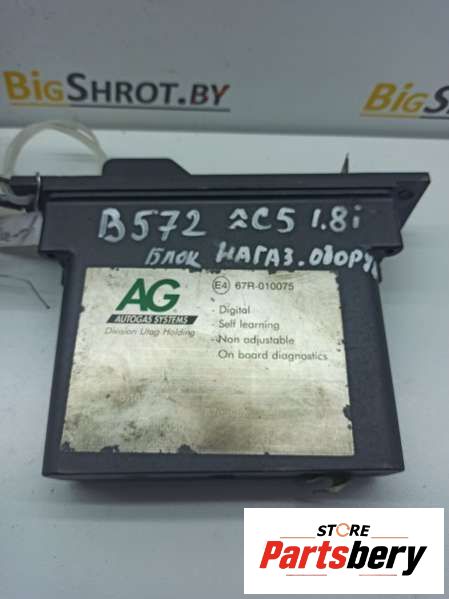 BIGSHROT.BY
BIGSHRO
B572 ≈C5 1.8i
БЛОК НАГАЗ.ОБОРУД
AG
AUTOGAS SYSTEMS
Division Utag Holding
E4 67R-010075
Digital
Self learning
Non adjustable
On board diagnostics
STORE
Partsbery